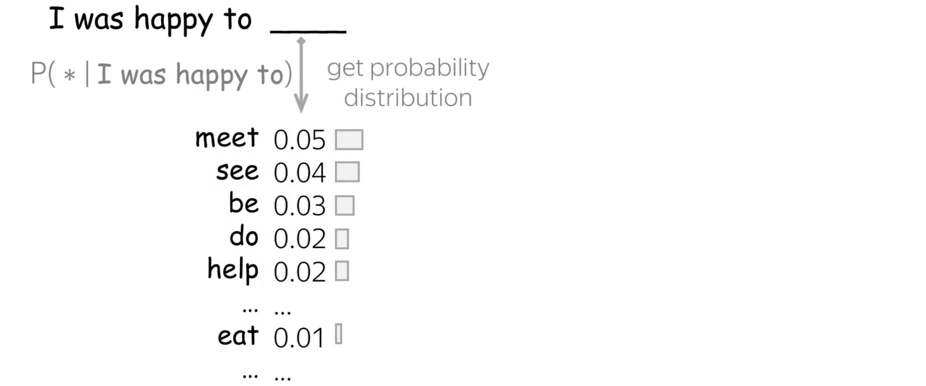 I was happy to _____
P( * | I was happy to)
get probability
distribution
meet 0.05
see 0.04
be 0.03
do 0.02
help 0.02
... ...
eat 0.01
... ...